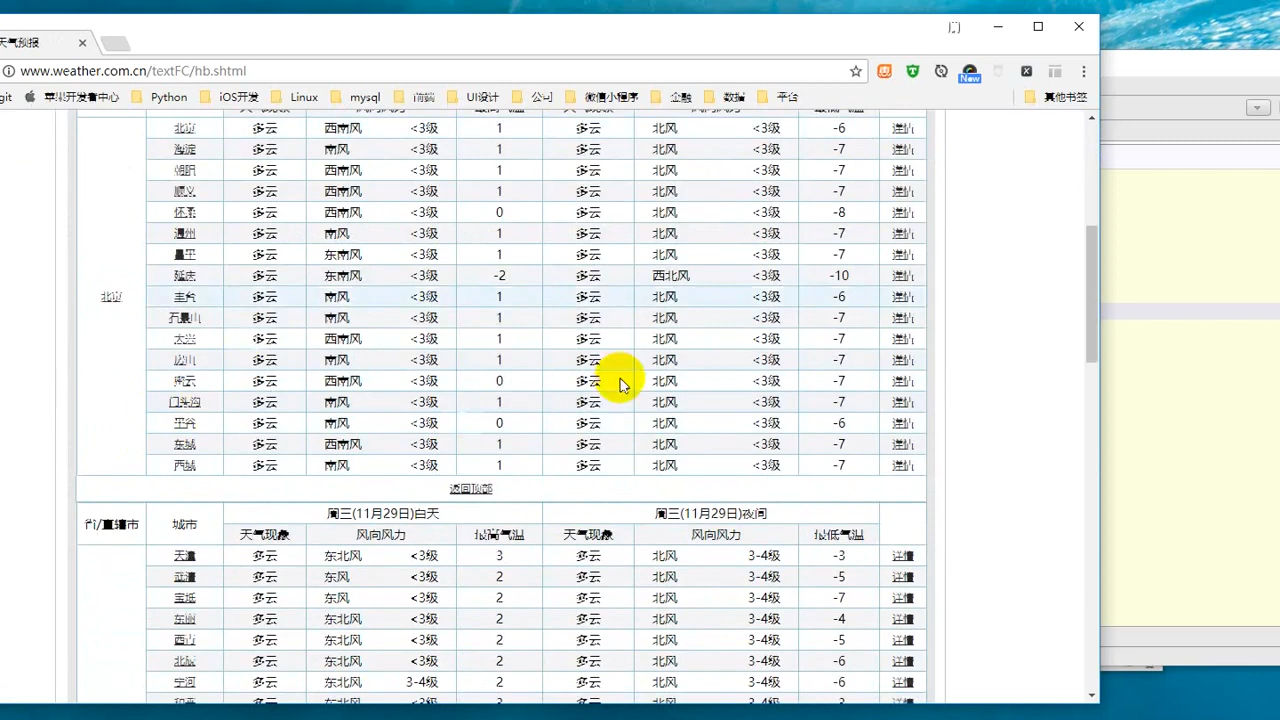 天气预报
www.weather.com.cn/textFC/hb.shtml
New
git 苹果开发者中心 Python iOS开发 Linux mysql 前端 UI设计 公司 微信小程序 金融 数据 平台 其他书签
北京 多云 西南风 <3级 1 多云 北风 <3级 -6 详情
海淀 多云 南风 <3级 1 多云 北风 <3级 -7 详情
朝阳 多云 西南风 <3级 1 多云 北风 <3级 -7 详情
顺义 多云 西南风 <3级 1 多云 北风 <3级 -7 详情
怀柔 多云 西南风 <3级 0 多云 北风 <3级 -8 详情
通州 多云 南风 <3级 1 多云 北风 <3级 -7 详情
昌平 多云 东南风 <3级 1 多云 北风 <3级 -7 详情
延庆 多云 东南风 <3级 -2 多云 西北风 <3级 -10 详情
北京 丰台 多云 南风 <3级 1 多云 北风 <3级 -6 详情
石景山 多云 南风 <3级 1 多云 北风 <3级 -7 详情
大兴 多云 西南风 <3级 1 多云 北风 <3级 -7 详情
房山 多云 南风 <3级 1 多云 北风 <3级 -7 详情
密云 多云 西南风 <3级 0 多云 北风 <3级 -7 详情
门头沟 多云 南风 <3级 1 多云 北风 <3级 -7 详情
平谷 多云 南风 <3级 0 多云 北风 <3级 -6 详情
东城 多云 西南风 <3级 1 多云 北风 <3级 -7 详情
西城 多云 南风 <3级 1 多云 北风 <3级 -7 详情
返回顶部
省/直辖市 城市 周三(11月29日)白天 周三(11月29日)夜间
天气现象 风向风力 最高气温 天气现象 风向风力 最低气温
天津 多云 东北风 <3级 3 多云 北风 3-4级 -3 详情
武清 多云 东风 <3级 2 多云 北风 3-4级 -5 详情
宝坻 多云 东风 <3级 2 多云 北风 3-4级 -7 详情
东丽 多云 东北风 <3级 2 多云 北风 3-4级 -4 详情
西青 多云 东北风 <3级 2 多云 北风 3-4级 -5 详情
北辰 多云 东北风 <3级 2 多云 北风 3-4级 -6 详情
宁河 多云 东北风 3-4级 2 多云 北风 3-4级 -6 详情